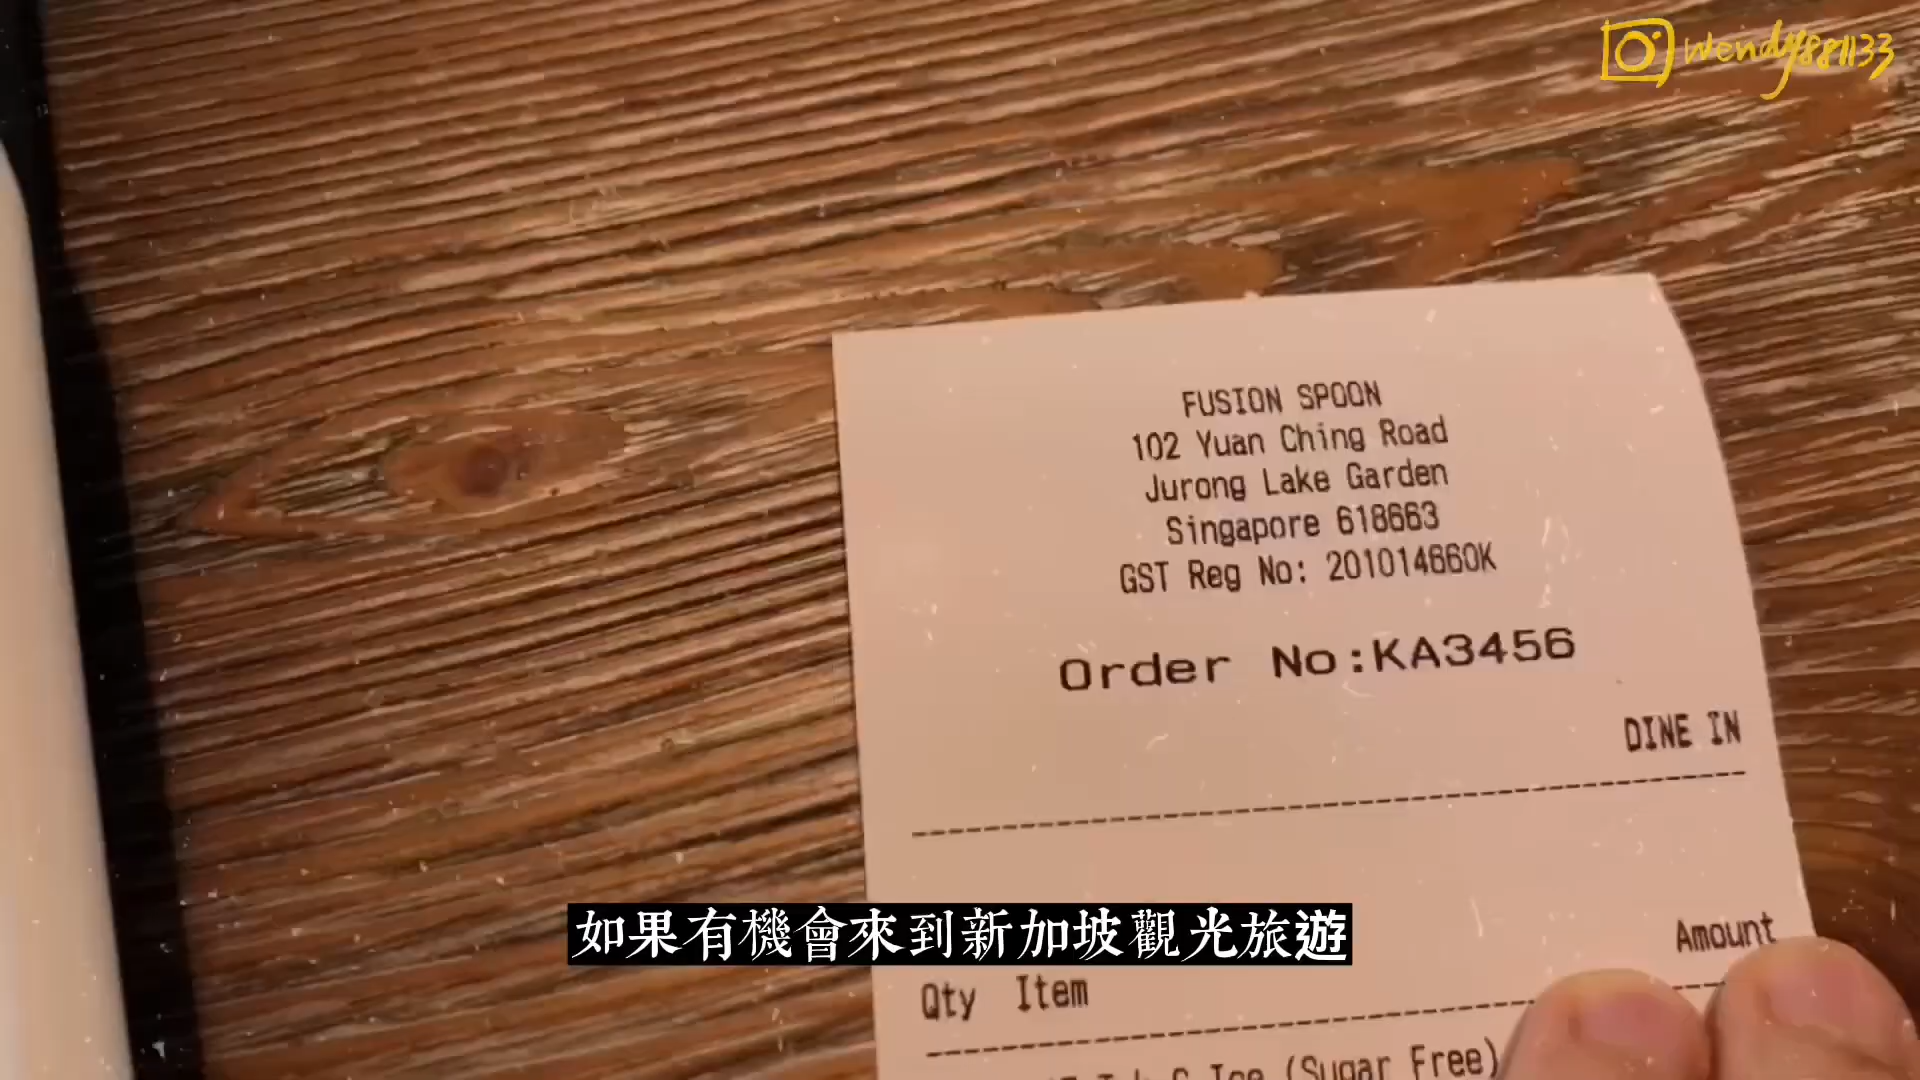 wendy881133
FUSION SPOON
102 Yuan Ching Road
Jurong Lake Garden
Singapore 618663
GST Reg No: 201014660K
Order No:KA3456
DINE IN
Amount
如果有機會來到新加坡觀光旅遊
Qty Item
Ice (Sugar Free)